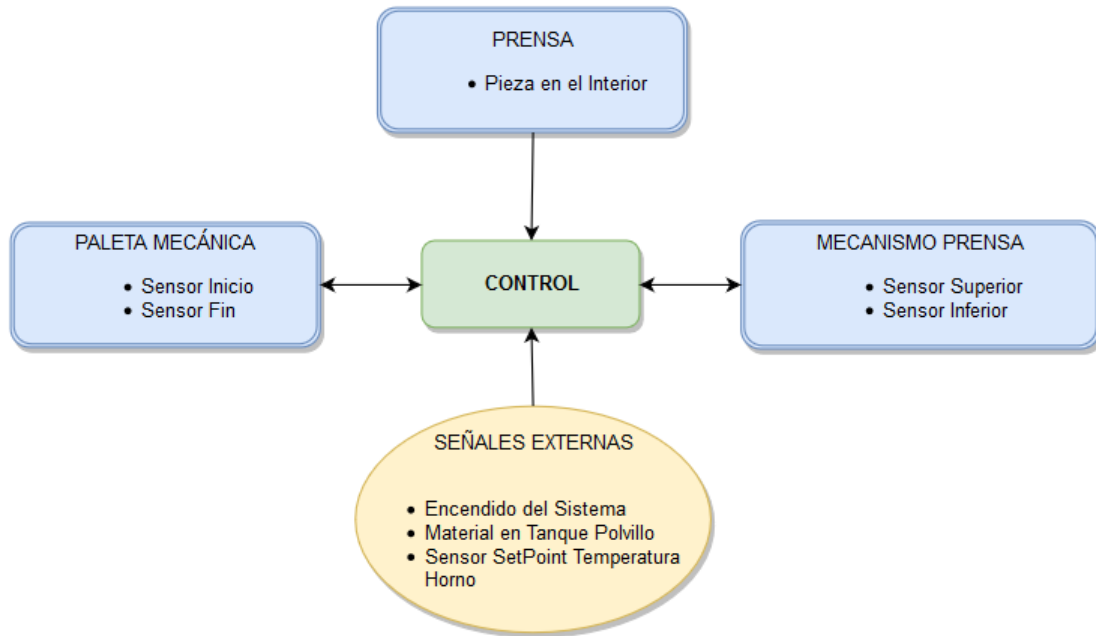 PRENSA
• Pieza en el Interior
PALETA MECÁNICA
• Sensor Inicio
• Sensor Fin
CONTROL
MECANISMO PRENSA
• Sensor Superior
• Sensor Inferior
SEÑALES EXTERNAS
• Encendido del Sistema
• Material en Tanque Polvillo
• Sensor SetPoint Temperatura
Horno